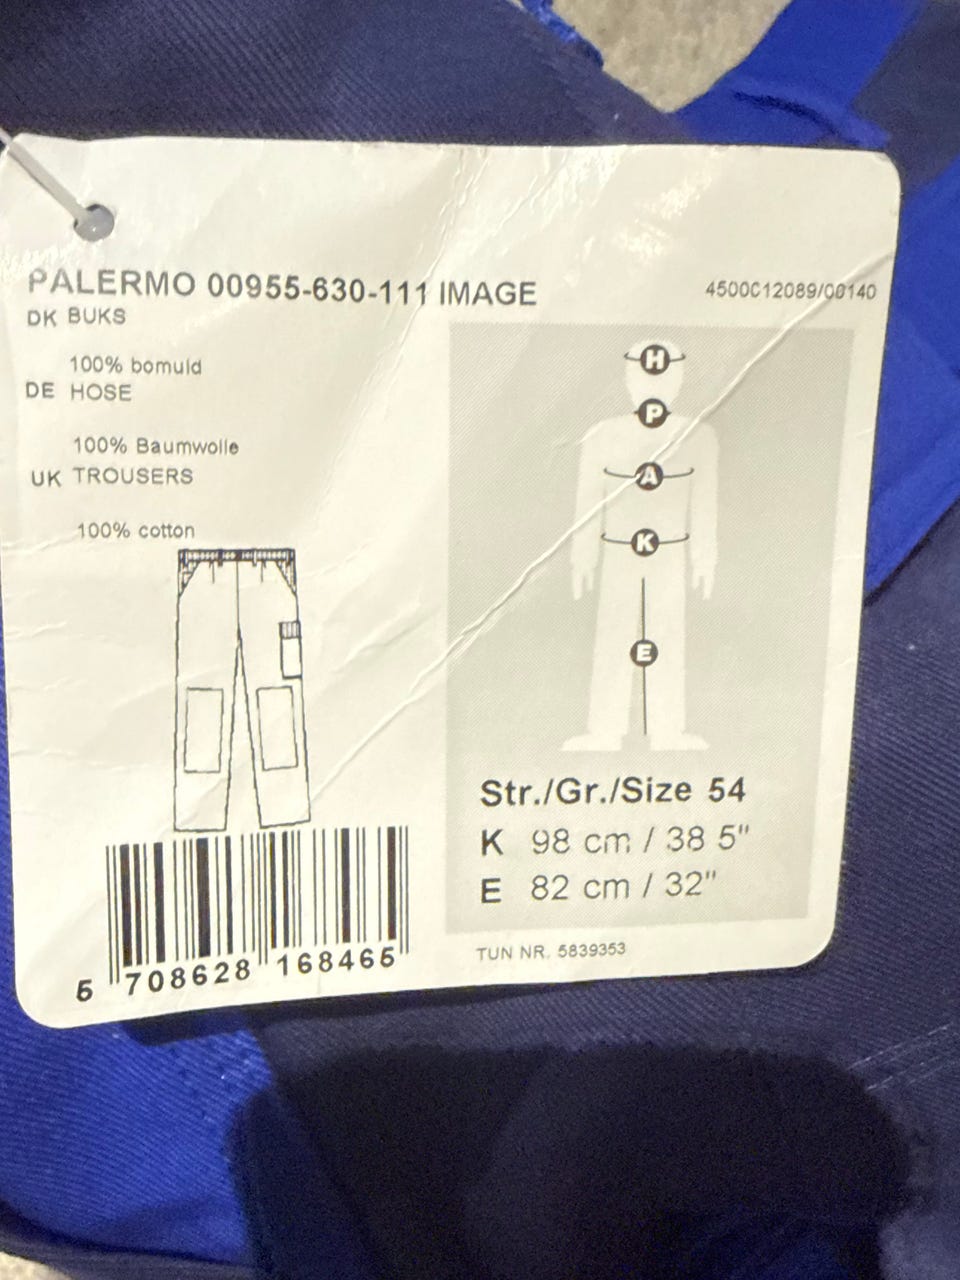 PALERMO 00955-630-111 IMAGE
4500012089/00140
DK BUKS
100% bomuld
DE HOSE
100% Baumwolle
UK TROUSERS
100% cotton
H
P
A
K
E
Str./Gr./Size 54
K 98 cm / 38 5"
E 82 cm / 32"
TUN NR. 5839353
5 708628 168465